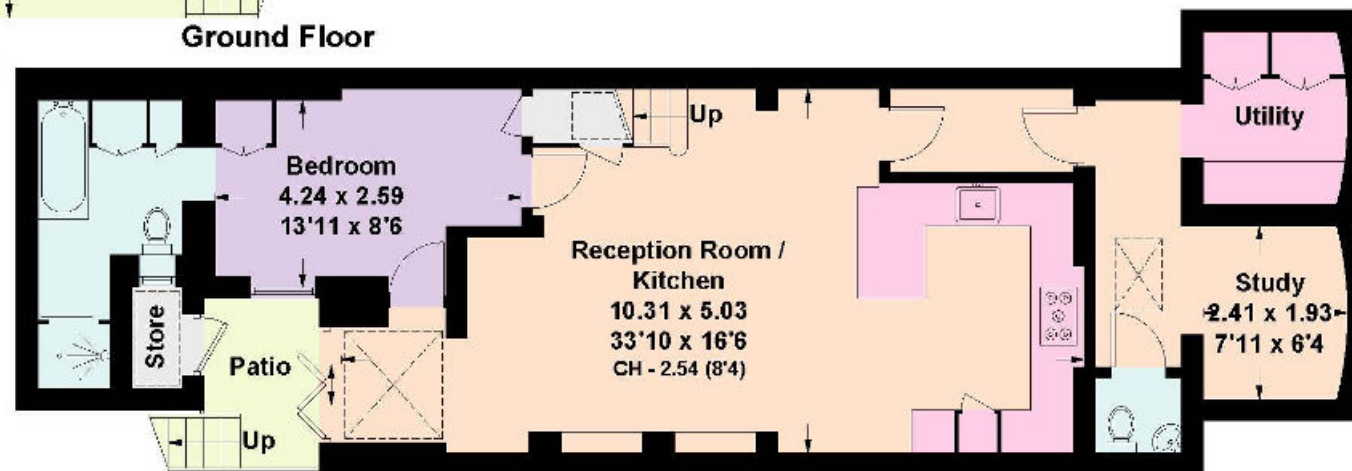 Ground Floor
Up
Utility
Bedroom
4.24 x 2.59
13'11 x 8'6
Reception Room /
Kitchen
10.31 x 5.03
33'10 x 16'6
CH - 2.54 (8'4)
Study
2.41 x 1.93
7'11 x 6'4
Store
Patio
Up